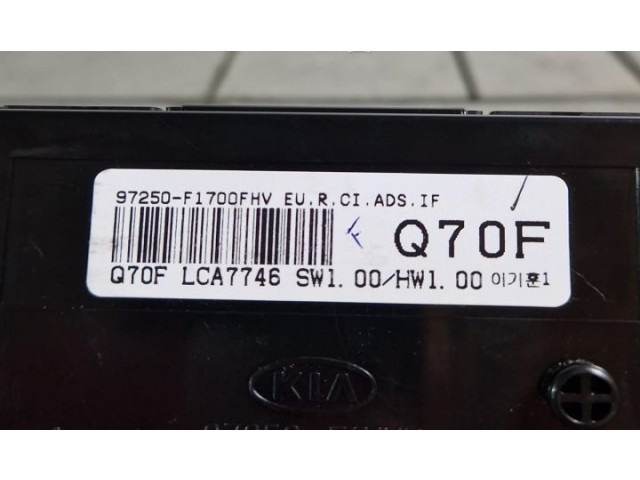 97250-F1700FHV EU.R.CI.ADS.IF
F
Q70F
Q70F LCA7746 SW1.00/HW1.00 이기훈1
KIA